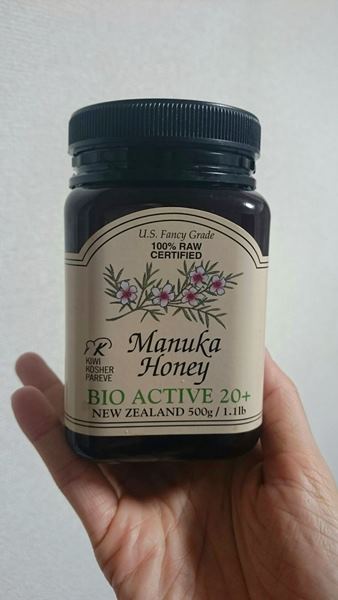 U.S. Fancy Grade
100% RAW
CERTIFIED
K
KIWI
KOSHER
PAREVE
Manuka
Honey
BIO ACTIVE 20+
NEW ZEALAND 500g / 1.1lb